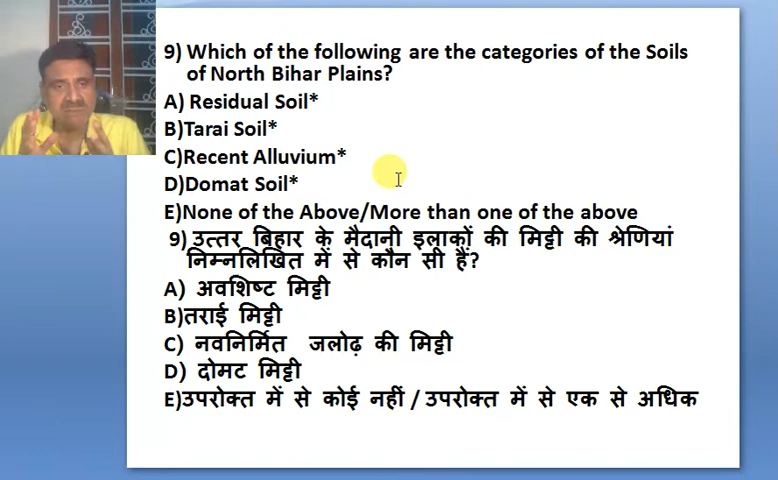 9) Which of the following are the categories of the Soils
of North Bihar Plains?
A) Residual Soil*
B)Tarai Soil*
C)Recent Alluvium*
D)Domat Soil*
E)None of the Above/More than one of the above
9) उत्तर बिहार के मैदानी इलाकों की मिट्टी की श्रेणियां
निम्नलिखित में से कौन सी हैं?
A) अवशिष्ट मिट्टी
B)तराई मिट्टी
C) नवनिर्मित जलोढ़ की मिट्टी
D) दोमट मिट्टी
E)उपरोक्त में से कोई नहीं / उपरोक्त में से एक से अधिक